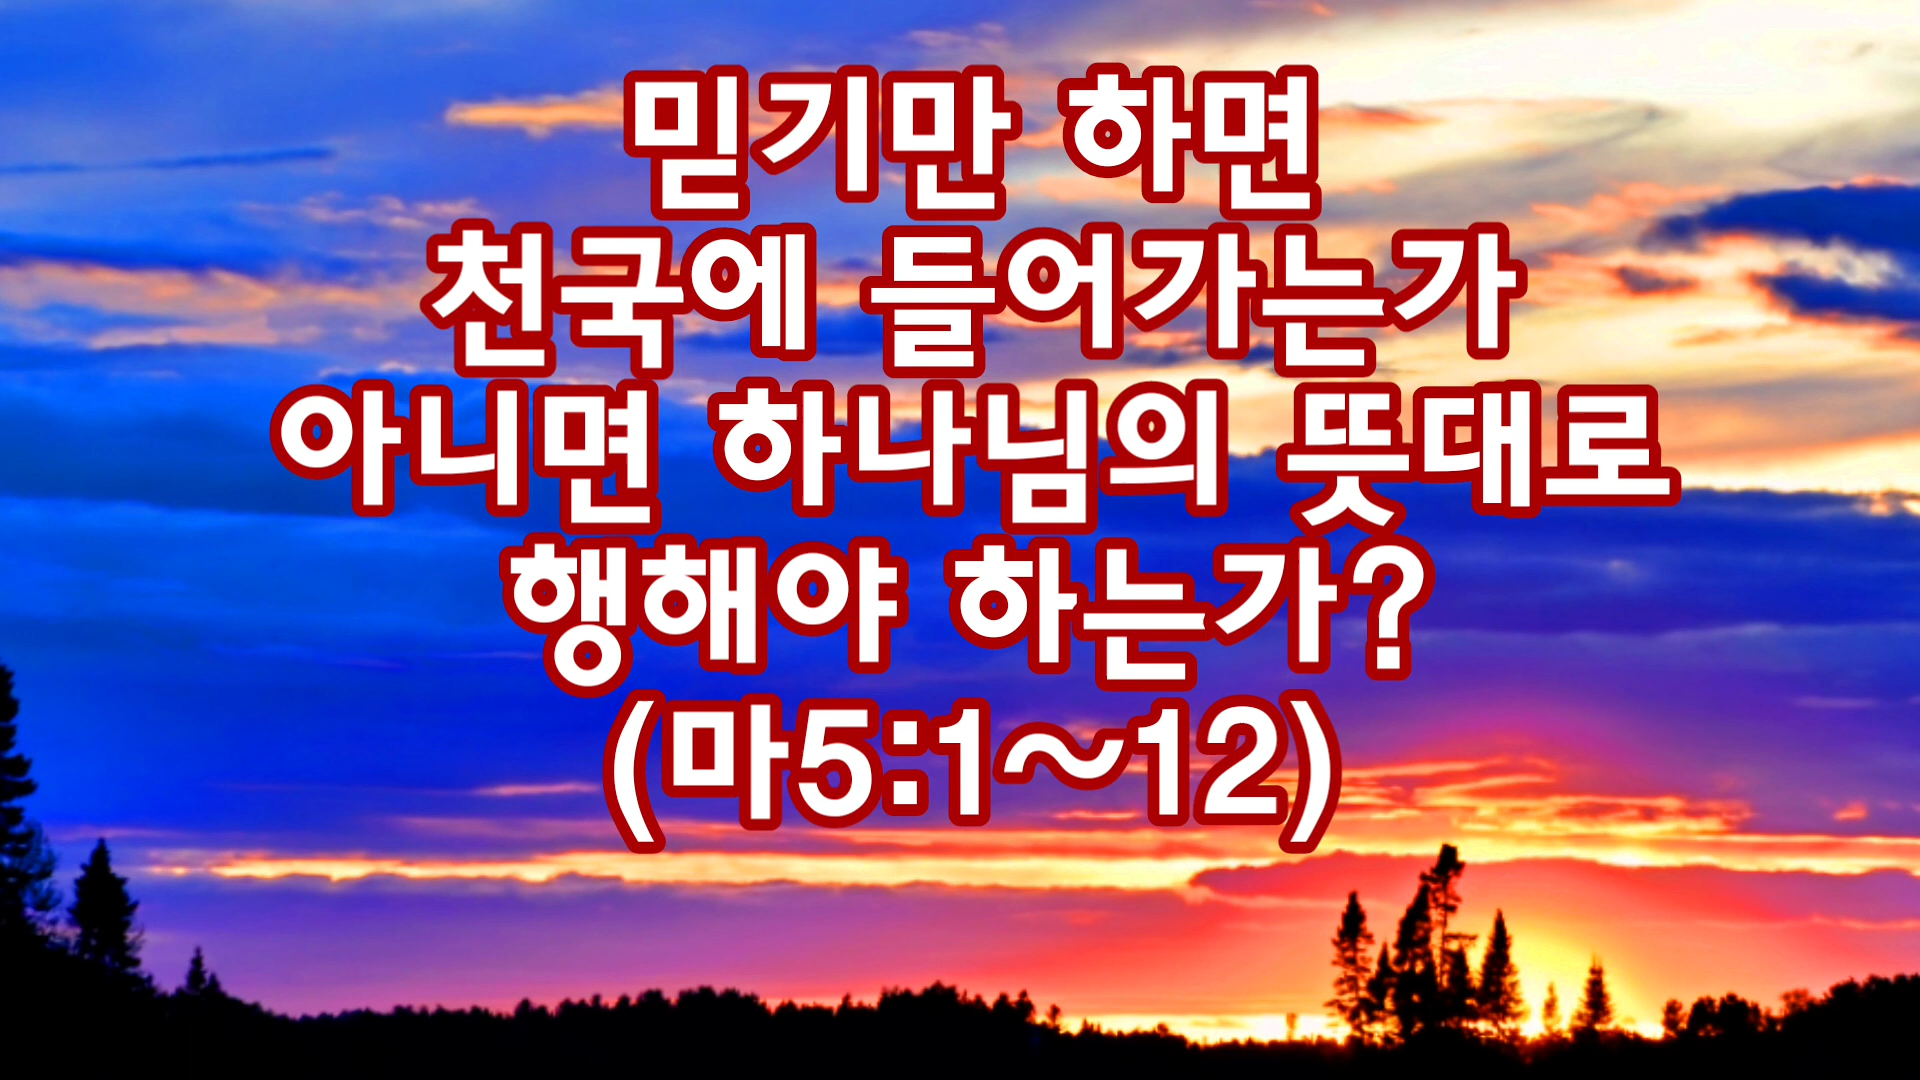 믿기만 하면
천국에 들어가는가
아니면 하나님의 뜻대로
행해야 하는가?
(마5:1~12)